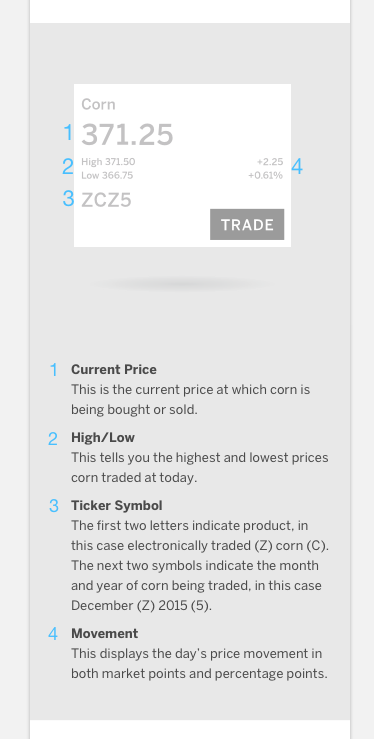 Corn
1 371.25
2 High 371.50 +2.25 4
Low 366.75 +0.61%
3 ZCZ5
TRADE
1 Current Price
This is the current price at which corn is
being bought or sold.
2 High/Low
This tells you the highest and lowest prices
corn traded at today.
3 Ticker Symbol
The first two letters indicate product, in
this case electronically traded (Z) corn (C).
The next two symbols indicate the month
and year of corn being traded, in this case
December (Z) 2015 (5).
4 Movement
This displays the day's price movement in
both market points and percentage points.